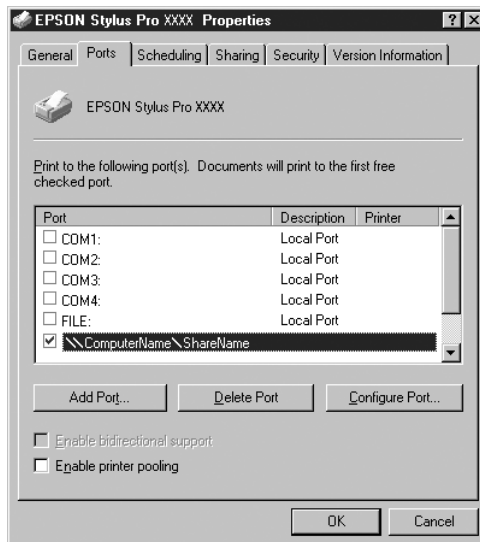 EPSON Stylus Pro XXXX Properties
General Ports Scheduling Sharing Security Version Information
EPSON Stylus Pro XXXX
Print to the following port(s). Documents will print to the first free
checked port.
Port Description Printer
COM1: Local Port
COM2: Local Port
COM3: Local Port
COM4: Local Port
FILE: Local Port
\\ComputerName\ShareName
Add Port... Delete Port Configure Port...
Enable bidirectional support
Enable printer pooling
OK Cancel